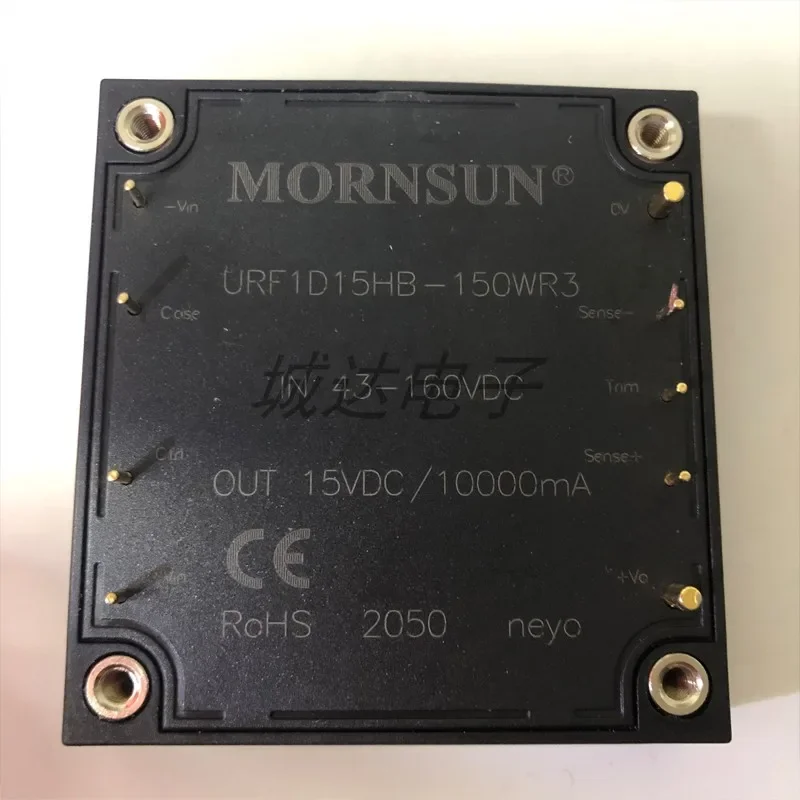 MORNSUN®
-Vin
0V
URF1D15HB-150WR3
Case
Sense-
IN 43-160VDC
城达电子
Trim
Ctrl
Sense+
OUT 15VDC/10000mA
CE
+Vo
RoHS 2050 neyo